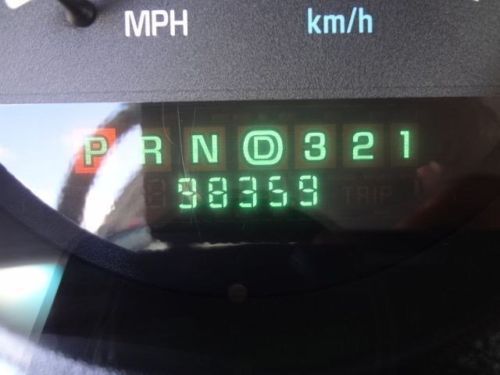 MPH km/h
P R N D 3 2 1
98359 TRIP